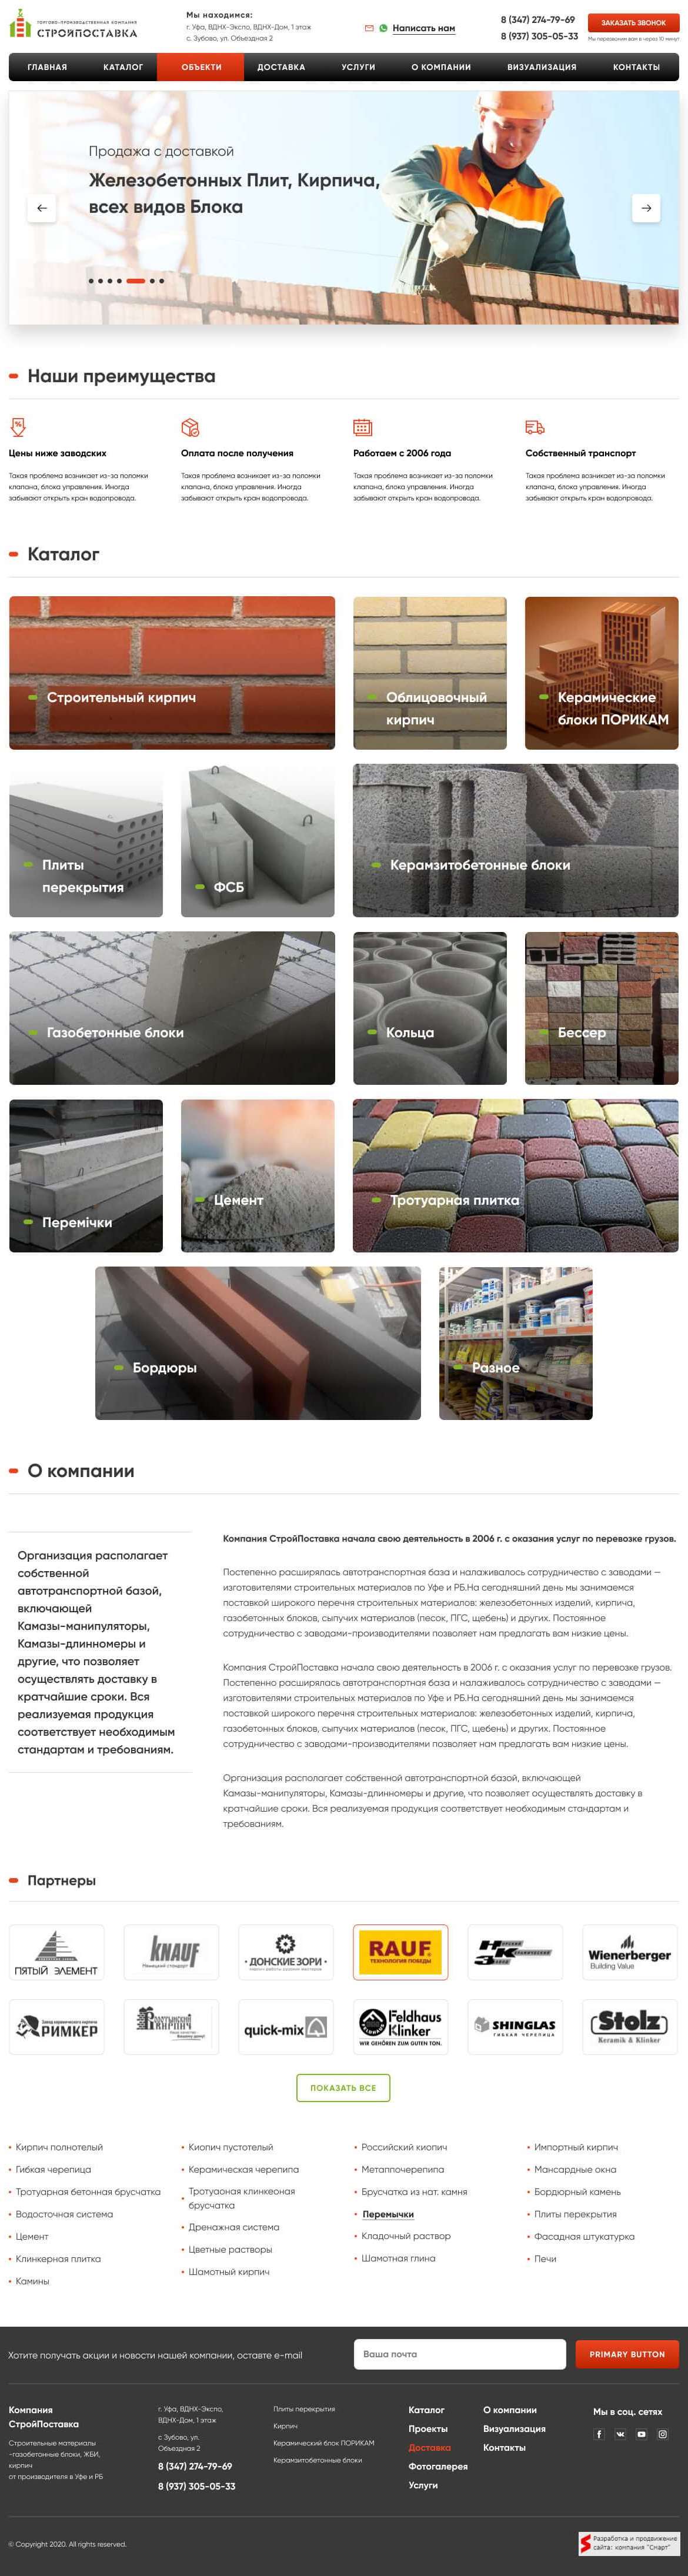 ТОРГОВО-ПРОИЗВОДСТВЕННАЯ КОМПАНИЯ
СТРОЙПОСТАВКА
Мы находимся:
г. Уфа, ВДНХ-Экспо, ВДНХ-Дом, 1 этаж
с. Зубово, ул. Объездная 2
Написать нам
8 (347) 274-79-69
8 (937) 305-05-33
ЗАКАЗАТЬ ЗВОНОК
Мы перезвоним вам в через 10 минут
ГЛАВНАЯ
КАТАЛОГ
ОБЪЕКТИ
ДОСТАВКА
УСЛУГИ
О КОМПАНИИ
ВИЗУАЛИЗАЦИЯ
КОНТАКТЫ
Продажа с доставкой
Железобетонных Плит, Кирпича,
всех видов Блока
Наши преимущества
Цены ниже заводских
Такая проблема возникает из-за поломки
клапана, блока управления. Иногда
забывают открыть кран водопровода.
Оплата после получения
Такая проблема возникает из-за поломки
клапана, блока управления. Иногда
забывают открыть кран водопровода.
Работаем с 2006 года
Такая проблема возникает из-за поломки
клапана, блока управления. Иногда
забывают открыть кран водопровода.
Собственный транспорт
Такая проблема возникает из-за поломки
клапана, блока управления. Иногда
забывают открыть кран водопровода.
Каталог
Строительный кирпич
Облицовочный
кирпич
Керамические
блоки ПОРИКАМ
Плиты
перекрытия
ФСБ
Керамзитобетонные блоки
Газобетонные блоки
Кольца
Бессер
Перемічки
Цемент
Тротуарная плитка
Бордюры
Разное
О компании
Организация располагает
собственной
автотранспортной базой,
включающей
Камазы-манипуляторы,
Камазы-длинномеры и
другие, что позволяет
осуществлять доставку в
кратчайшие сроки. Вся
реализуемая продукция
соответствует необходимым
стандартам и требованиям.
Компания СтройПоставка начала свою деятельность в 2006 г. с оказания услуг по перевозке грузов.
Постепенно расширялась автотранспортная база и налаживалось сотрудничество с заводами —
изготовителями строительных материалов по Уфе и РБ.На сегодняшний день мы занимаемся
поставкой широкого перечня строительных материалов: железобетонных изделий, кирпича,
газобетонных блоков, сыпучих материалов (песок, ПГС, щебень) и других. Постоянное
сотрудничество с заводами-производителями позволяет нам предлагать вам низкие цены.
Компания СтройПоставка начала свою деятельность в 2006 г. с оказания услуг по перевозке грузов.
Постепенно расширялась автотранспортная база и налаживалось сотрудничество с заводами —
изготовителями строительных материалов по Уфе и РБ.На сегодняшний день мы занимаемся
поставкой широкого перечня строительных материалов: железобетонных изделий, кирпича,
газобетонных блоков, сыпучих материалов (песок, ПГС, щебень) и других. Постоянное
сотрудничество с заводами-производителями позволяет нам предлагать вам низкие цены.
Организация располагает собственной автотранспортной базой, включающей
Камазы-манипуляторы, Камазы-длинномеры и другие, что позволяет осуществлять доставку в
кратчайшие сроки. Вся реализуемая продукция соответствует необходимым стандартам и
требованиям.
Партнеры
ПЯТЫЙ ЭЛЕМЕНТ
KNAUF
Немецкий стандарт
ДОНСКИЕ ЗОРИ
RAUF
ТЕХНОЛОГИЯ ПОБЕДЫ
НЗКЗ
Wienerberger
Building Value
Завод керамического кирпича
РИМКЕР
КИРПИЧ
quick-mix
Feldhaus
Klinker
WIR GEHÖREN ZUM GUTEN TON.
SHINGLAS
ГИБКАЯ ЧЕРЕПИЦА
Stolz
Keramik & Klinker
ПОКАЗАТЬ ВСЕ
Кирпич полнотелый
Гибкая черепица
Тротуарная бетонная брусчатка
Водосточная система
Цемент
Клинкерная плитка
Камины
Киопич пустотелый
Керамическая черепипа
Тротуаоная клинкеоная
брусчатка
Дренажная система
Цветные растворы
Шамотный кирпич
Российский киопич
Метаппочерепипа
Брусчатка из нат. камня
Перемычки
Кладочный раствор
Шамотная глина
Импортный кирпич
Мансардные окна
Бордюрный камень
Плиты перекрытия
Фасадная штукатурка
Печи
Хотите получать акции и новости нашей компании, оставте e-mail
Ваша почта
PRIMARY BUTTON
Компания
СтройПоставка
Строительные материалы
-газобетонные блоки, ЖБИ,
кирпич
от производителя в Уфе и РБ
г. Уфа, ВДНХ-Экспо,
ВДНХ-Дом, 1 этаж
с Зубово, ул.
Объездная 2
8 (347) 274-79-69
8 (937) 305-05-33
Плиты перекрытия
Кирпич
Керамический блок ПОРИКАМ
Керамзитобетонные блоки
Каталог
Проекты
Доставка
Фотогалерея
Услуги
О компании
Визуализация
Контакты
Мы в соц. сетях
© Copyright 2020. All rights reserved.
Разработка и продвижение
сайта: компания "Смарт"